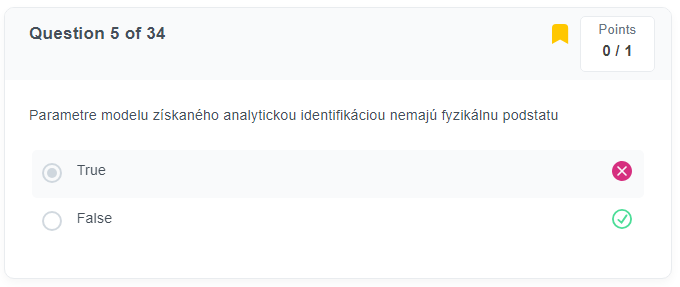 Question 5 of 34
Points
0 / 1
Parametre modelu získaného analytickou identifikáciou nemajú fyzikálnu podstatu
True
False